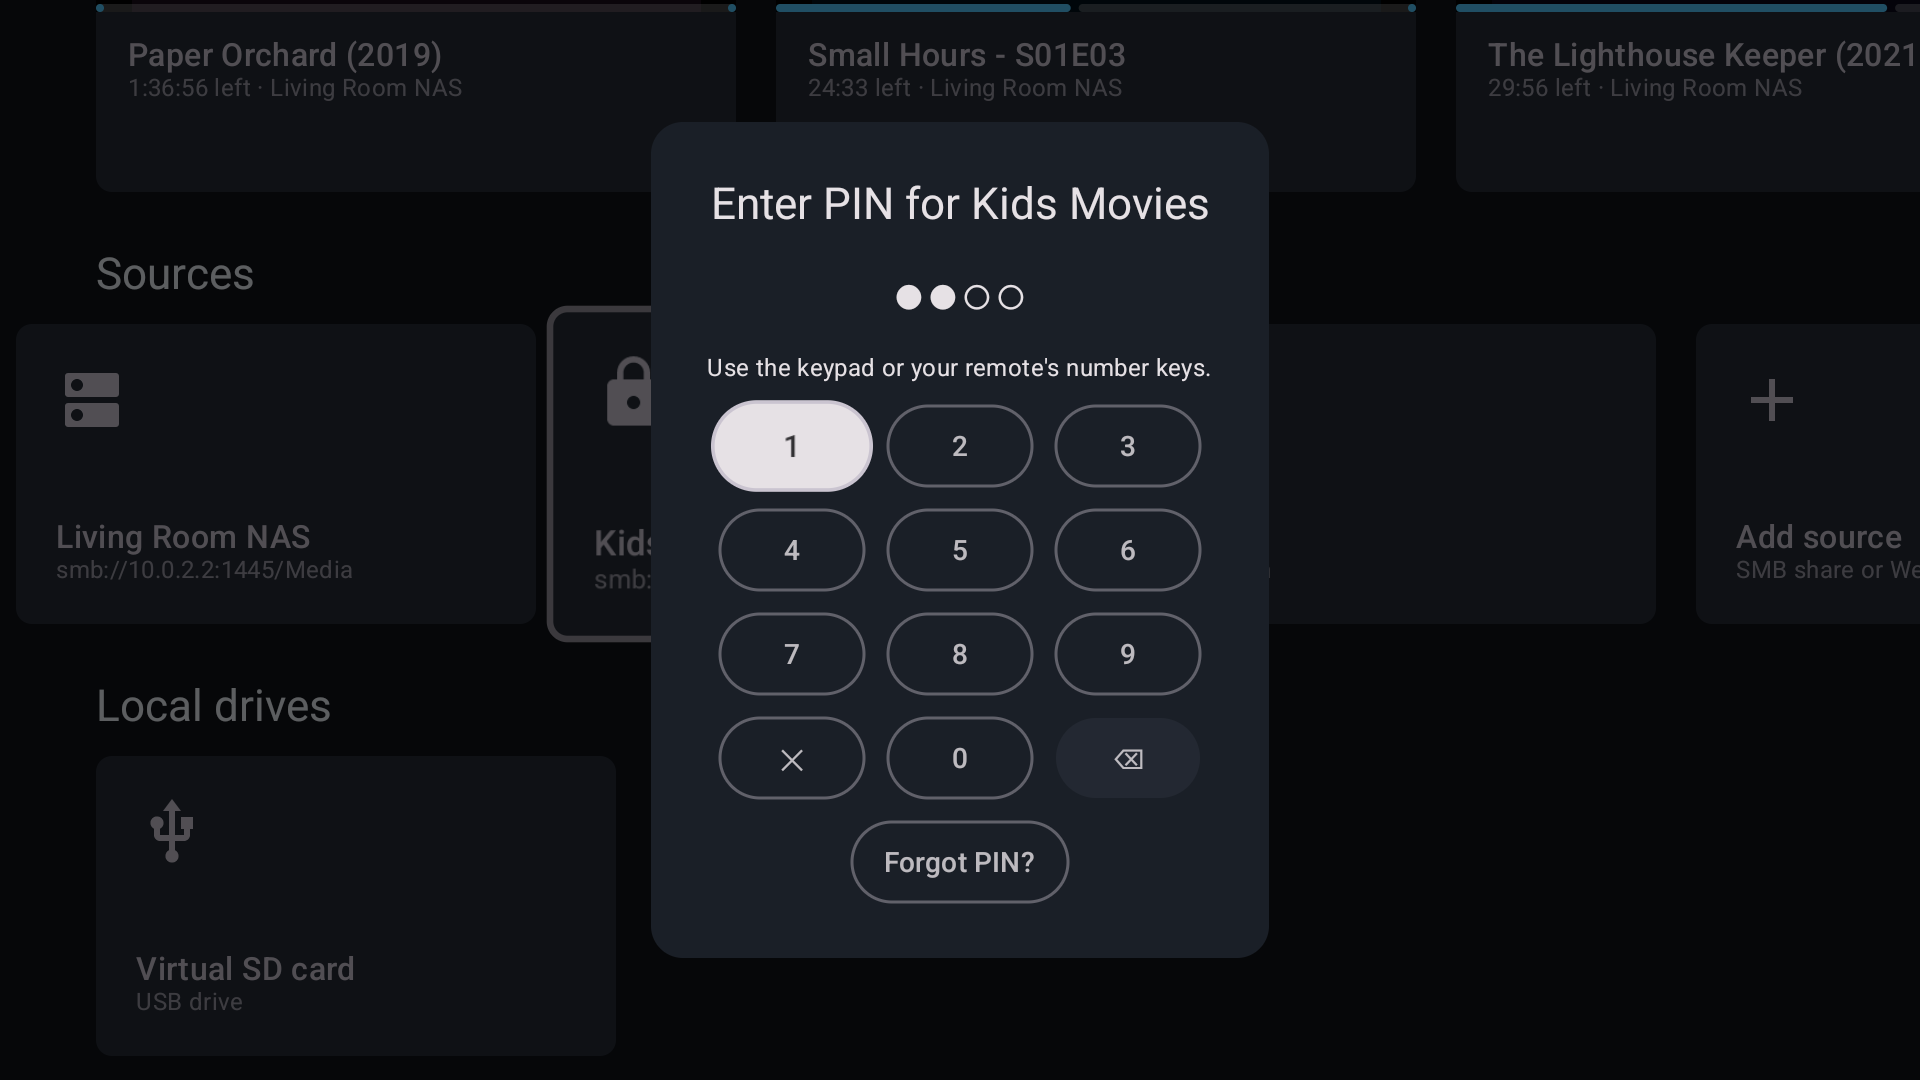 Paper Orchard (2019)
1:36:56 left · Living Room NAS
Small Hours - S01E03
24:33 left · Living Room NAS
The Lighthouse Keeper (2021
29:56 left · Living Room NAS
Enter PIN for Kids Movies
Sources
Use the keypad or your remote's number keys.
1 2 3
4 5 6
7 8 9
0
Forgot PIN?
Living Room NAS
smb://10.0.2.2:1445/Media
Kids
smb:
Add source
SMB share or We
Local drives
Virtual SD card
USB drive